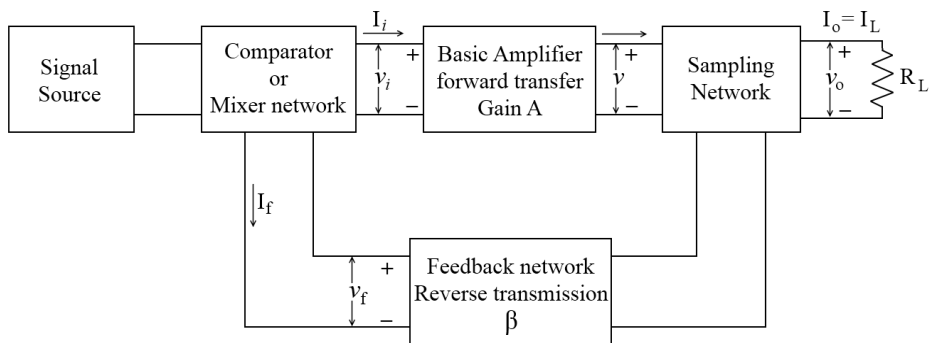 Signal
Source
Comparator
or
Mixer network
I_i
+
v_i
−
Basic Amplifier
forward transfer
Gain A
+
v
−
Sampling
Network
I_o = I_L
+
v_o
−
R_L
I_f
+
v_f
−
Feedback network
Reverse transmission
β